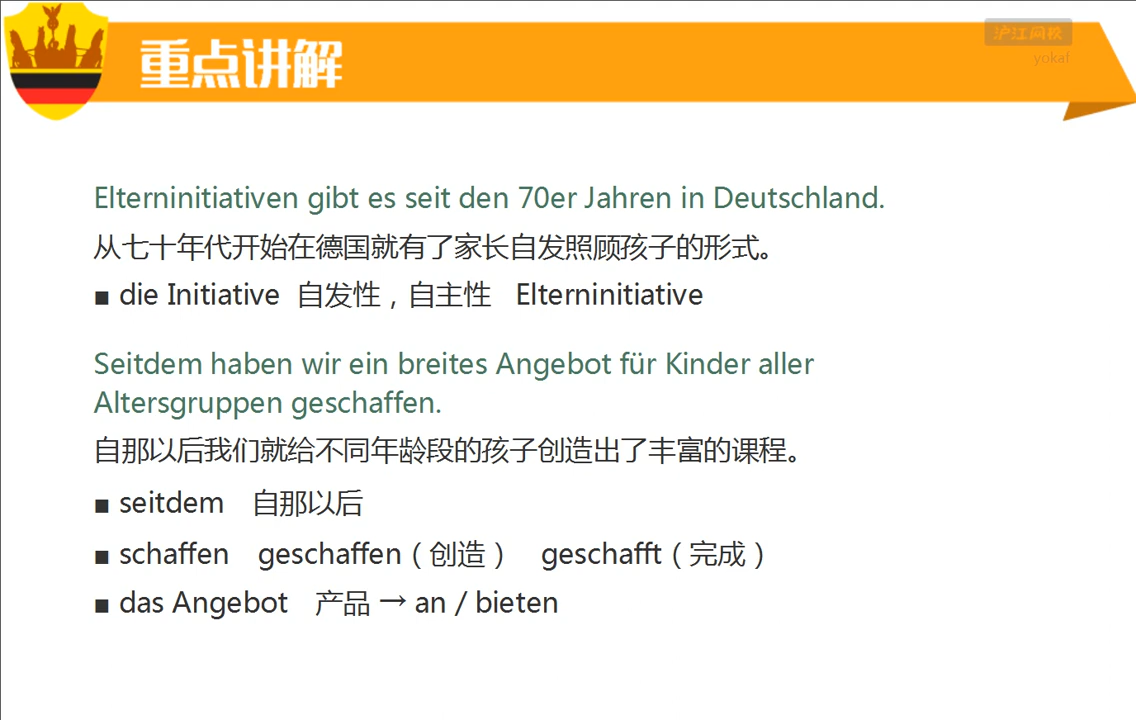 重点讲解
沪江网校
yokaf
Elterninitiativen gibt es seit den 70er Jahren in Deutschland.
从七十年代开始在德国就有了家长自发照顾孩子的形式。
■ die Initiative 自发性，自主性 Elterninitiative
Seitdem haben wir ein breites Angebot für Kinder aller
Altersgruppen geschaffen.
自那以后我们就给不同年龄段的孩子创造出了丰富的课程。
■ seitdem 自那以后
■ schaffen geschaffen（创造） geschafft（完成）
■ das Angebot 产品 → an / bieten